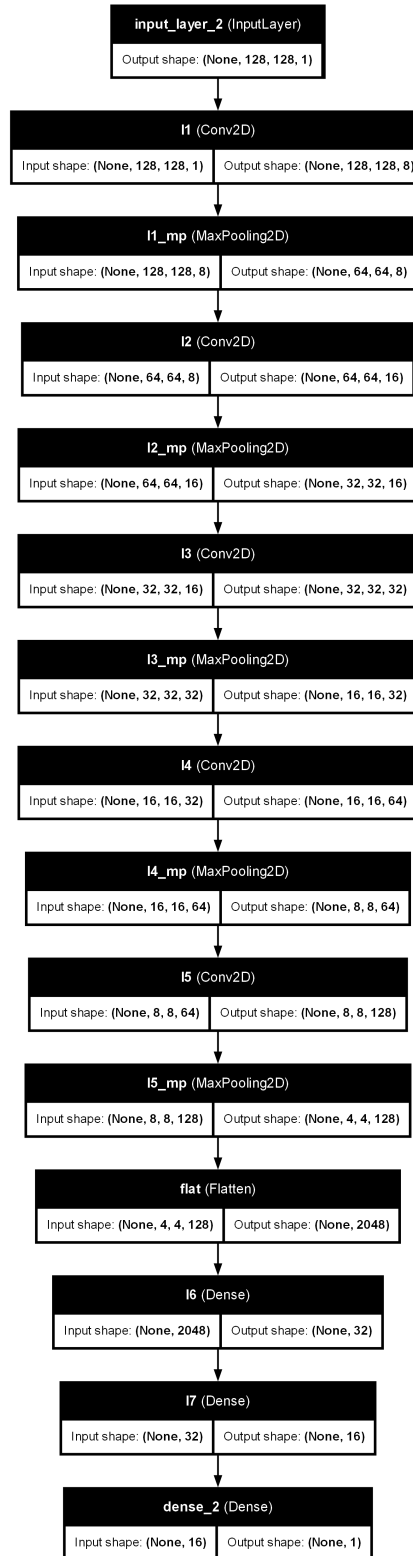 input_layer_2 (InputLayer)
Output shape: (None, 128, 128, 1)
l1 (Conv2D)
Input shape: (None, 128, 128, 1) Output shape: (None, 128, 128, 8)
l1_mp (MaxPooling2D)
Input shape: (None, 128, 128, 8) Output shape: (None, 64, 64, 8)
l2 (Conv2D)
Input shape: (None, 64, 64, 8) Output shape: (None, 64, 64, 16)
l2_mp (MaxPooling2D)
Input shape: (None, 64, 64, 16) Output shape: (None, 32, 32, 16)
l3 (Conv2D)
Input shape: (None, 32, 32, 16) Output shape: (None, 32, 32, 32)
l3_mp (MaxPooling2D)
Input shape: (None, 32, 32, 32) Output shape: (None, 16, 16, 32)
l4 (Conv2D)
Input shape: (None, 16, 16, 32) Output shape: (None, 16, 16, 64)
l4_mp (MaxPooling2D)
Input shape: (None, 16, 16, 64) Output shape: (None, 8, 8, 64)
l5 (Conv2D)
Input shape: (None, 8, 8, 64) Output shape: (None, 8, 8, 128)
l5_mp (MaxPooling2D)
Input shape: (None, 8, 8, 128) Output shape: (None, 4, 4, 128)
flat (Flatten)
Input shape: (None, 4, 4, 128) Output shape: (None, 2048)
l6 (Dense)
Input shape: (None, 2048) Output shape: (None, 32)
l7 (Dense)
Input shape: (None, 32) Output shape: (None, 16)
dense_2 (Dense)
Input shape: (None, 16) Output shape: (None, 1)